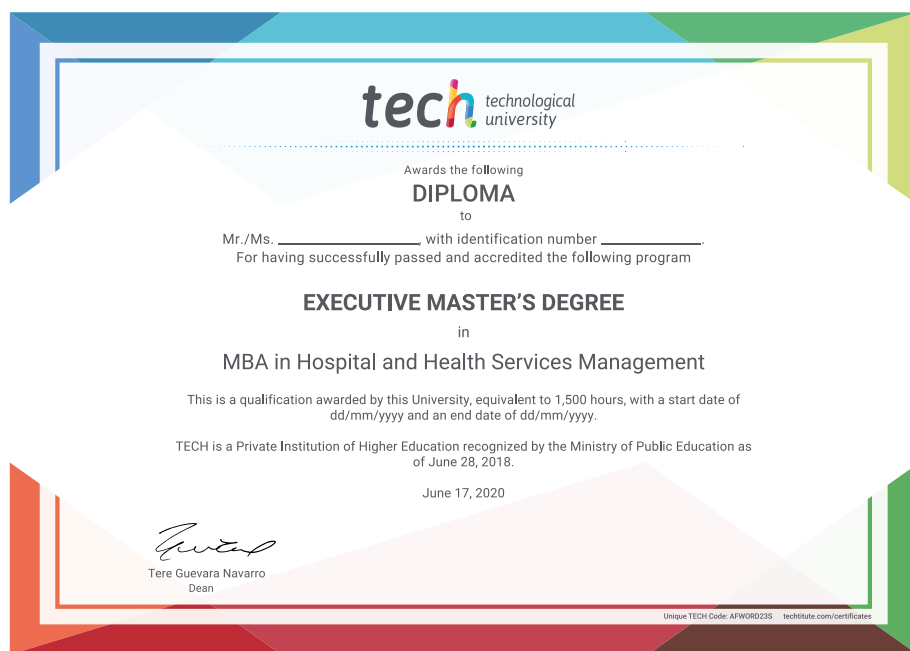 tech technological
university
Awards the following
DIPLOMA
to
Mr./Ms. ____________________, with identification number ______________.
For having successfully passed and accredited the following program
EXECUTIVE MASTER'S DEGREE
in
MBA in Hospital and Health Services Management
This is a qualification awarded by this University, equivalent to 1,500 hours, with a start date of
dd/mm/yyyy and an end date of dd/mm/yyyy.
TECH is a Private Institution of Higher Education recognized by the Ministry of Public Education as
of June 28, 2018.
June 17, 2020
Tere Guevara Navarro
Dean
Unique TECH Code: AFWORD23S techtitute.com/certificates